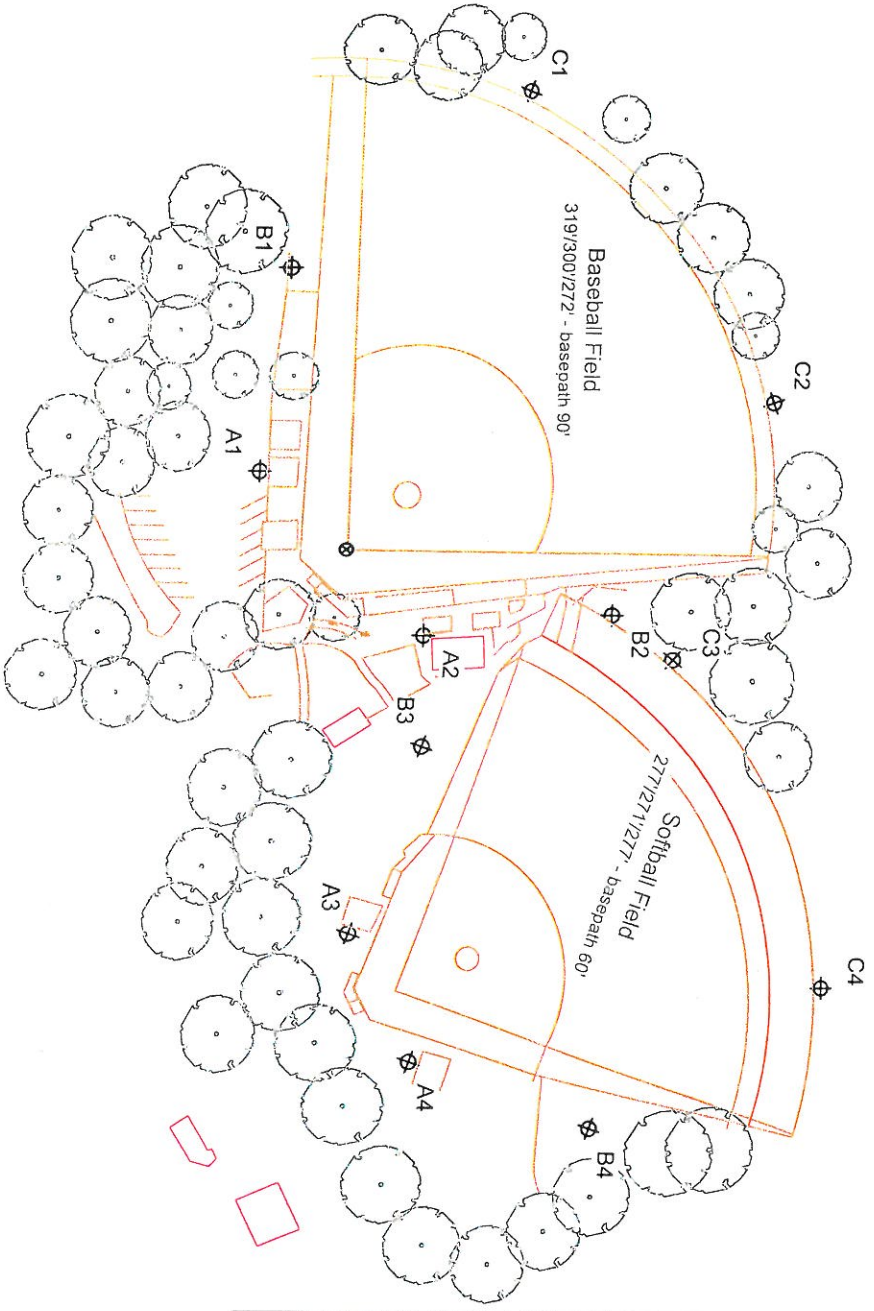 C1
C2
Baseball Field
319'/300'/272' - basepath 90'
B1
A1
B2
C3
A2
B3
Softball Field
277'/271'/277' - basepath 60'
A3
C4
A4
B4